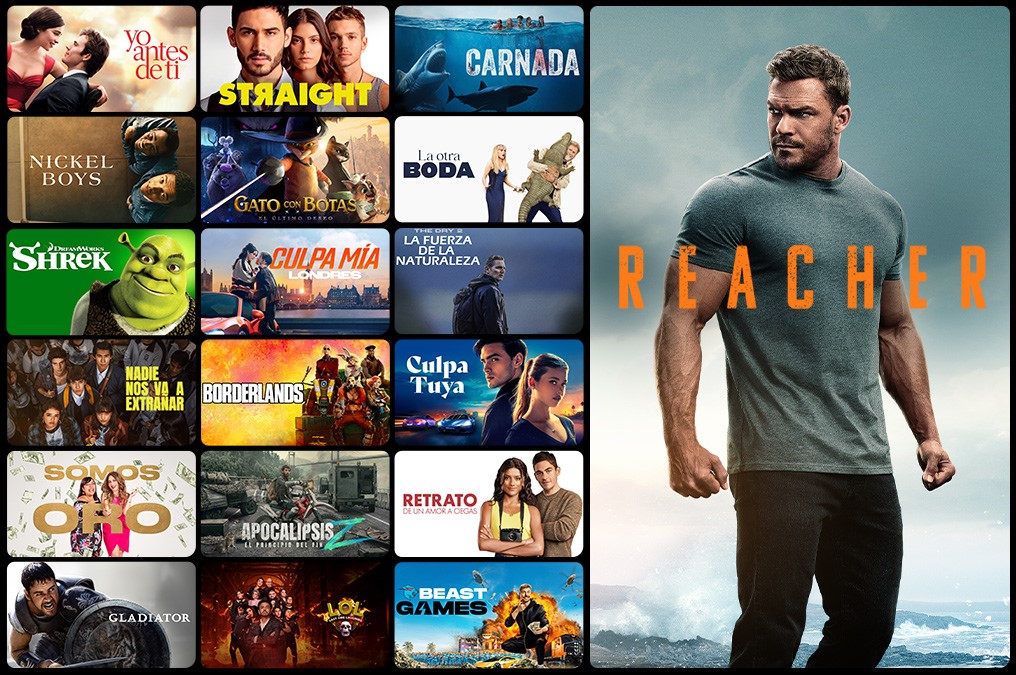 yo
antes
de ti
STRAIGHT
CARNADA
NICKEL
BOYS
GATO CON BOTAS
EL ÚLTIMO DESEO
La otra
BODA
DREAMWORKS
SHREK
CULPA MÍA
LONDRES
THE DRY 2
LA FUERZA
DE LA
NATURALEZA
NADIE
NOS VA A
EXTRAÑAR
BORDERLANDS
Culpa
Tuya
SOMOS
ORO
APOCALIPSIS
Z
EL PRINCIPIO DEL FIN
RETRATO
DE UN AMOR A CIEGAS
GLADIATOR
LOL
BEAST
GAMES
REACHER